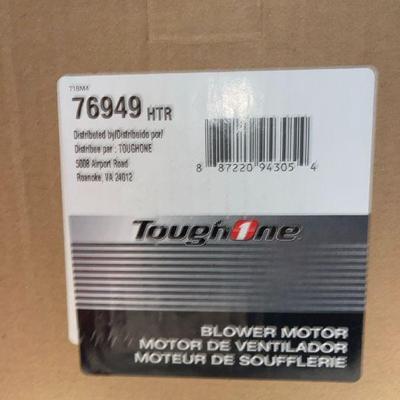 718M4
76949 HTR
Distributed by/Distribuido por/
Distribuee par : TOUGHONE
5008 Airport Road
Roanoke, VA 24012
8 87220 94305 4
Tough1One
BLOWER MOTOR
MOTOR DE VENTILADOR
MOTEUR DE SOUFFLERIE